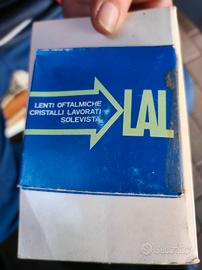 LENTI OFTALMICHE
CRISTALLI LAVORATI
SOLEVISTA
LAL